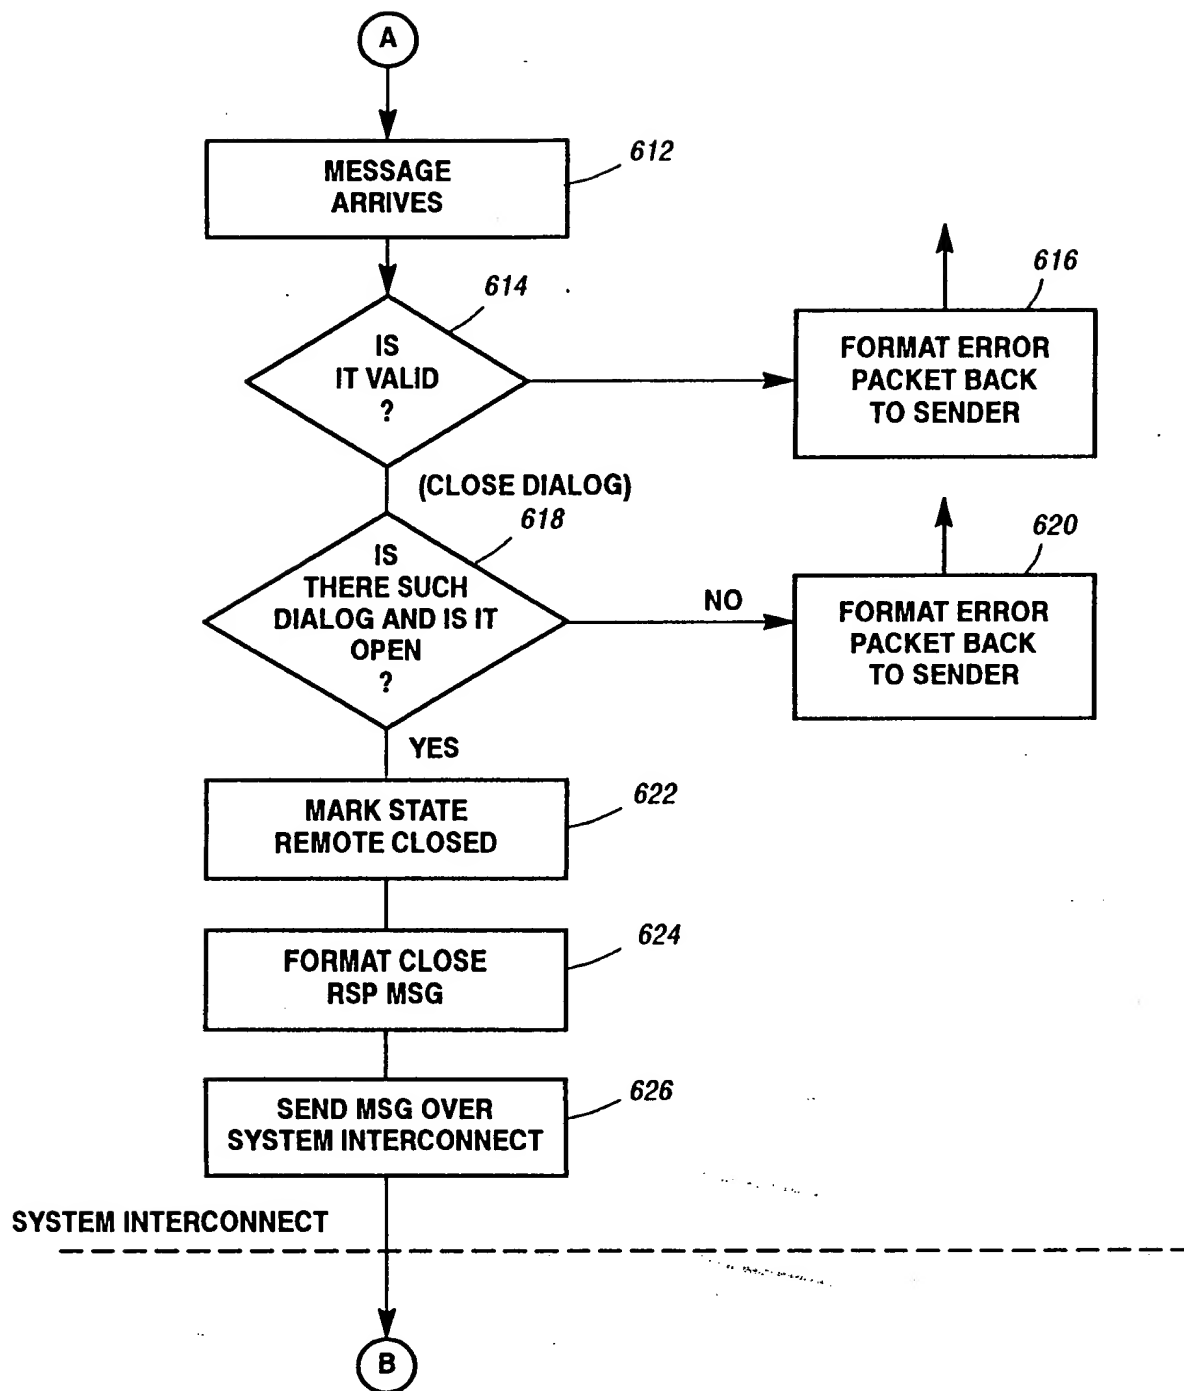 A
MESSAGE
ARRIVES
612
IS
IT VALID
?
614
FORMAT ERROR
PACKET BACK
TO SENDER
616
(CLOSE DIALOG)
IS
THERE SUCH
DIALOG AND IS IT
OPEN
?
618
NO
FORMAT ERROR
PACKET BACK
TO SENDER
620
YES
MARK STATE
REMOTE CLOSED
622
FORMAT CLOSE
RSP MSG
624
SEND MSG OVER
SYSTEM INTERCONNECT
626
SYSTEM INTERCONNECT
B